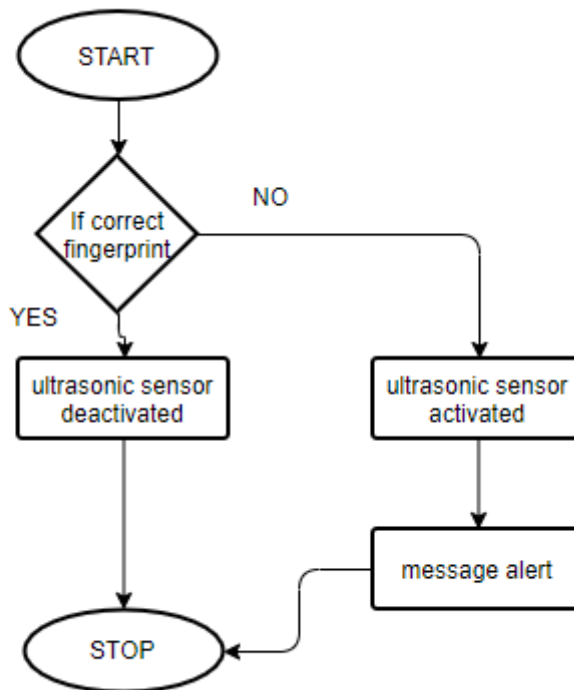 START
If correct
fingerprint
NO
YES
ultrasonic sensor
deactivated
ultrasonic sensor
activated
message alert
STOP